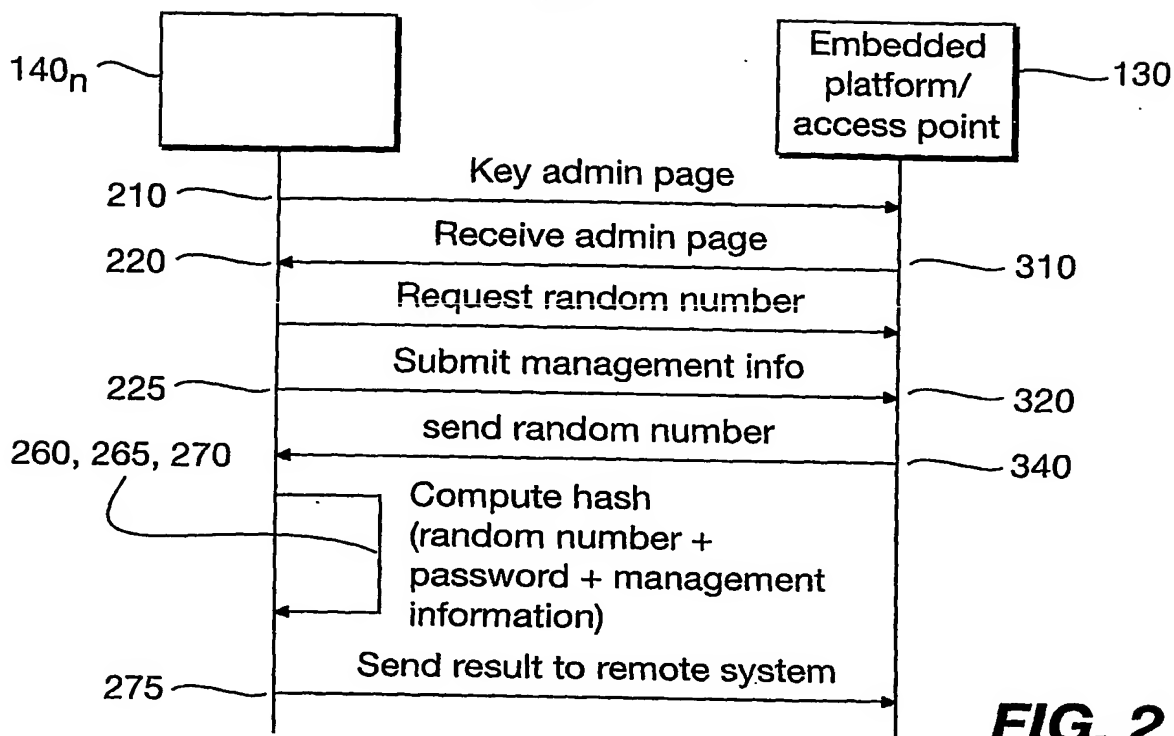 140n
Embedded
platform/
access point
130
Key admin page
210
Receive admin page
220
310
Request random number
Submit management info
225
320
send random number
260, 265, 270
340
Compute hash
(random number +
password + management
information)
Send result to remote system
275
FIG. 2